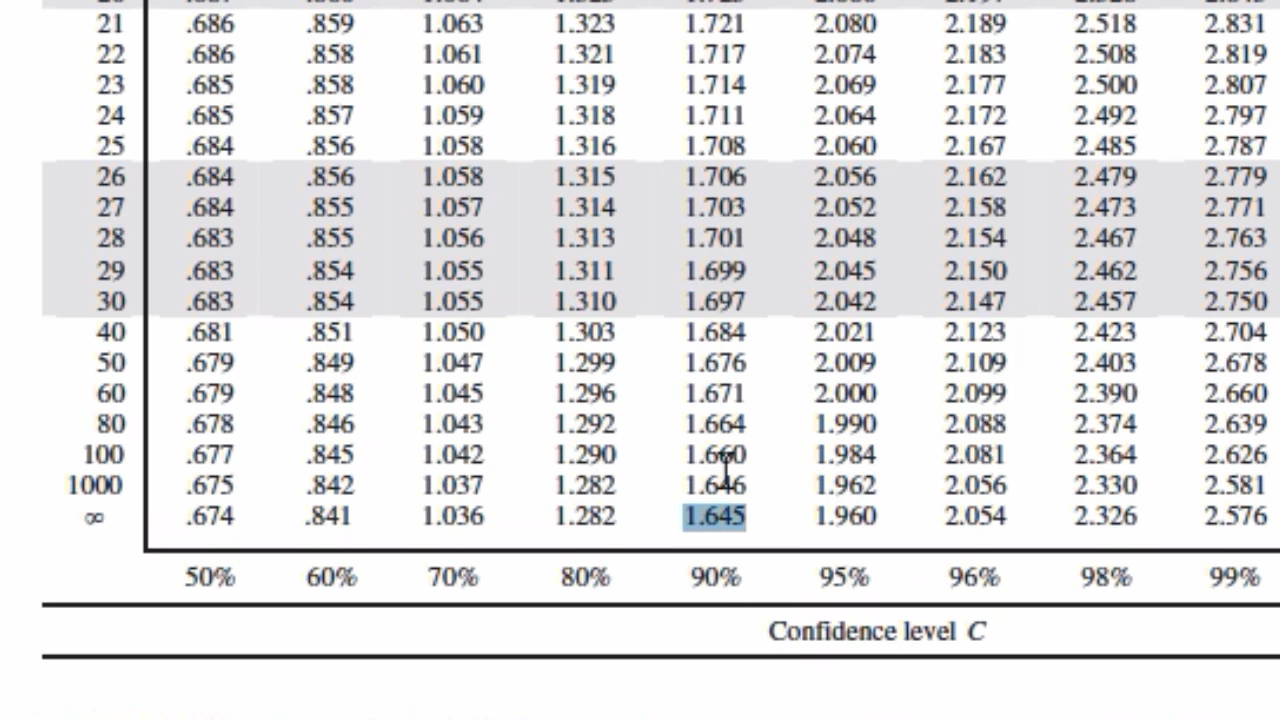 21 .686 .859 1.063 1.323 1.721 2.080 2.189 2.518 2.831
22 .686 .858 1.061 1.321 1.717 2.074 2.183 2.508 2.819
23 .685 .858 1.060 1.319 1.714 2.069 2.177 2.500 2.807
24 .685 .857 1.059 1.318 1.711 2.064 2.172 2.492 2.797
25 .684 .856 1.058 1.316 1.708 2.060 2.167 2.485 2.787
26 .684 .856 1.058 1.315 1.706 2.056 2.162 2.479 2.779
27 .684 .855 1.057 1.314 1.703 2.052 2.158 2.473 2.771
28 .683 .855 1.056 1.313 1.701 2.048 2.154 2.467 2.763
29 .683 .854 1.055 1.311 1.699 2.045 2.150 2.462 2.756
30 .683 .854 1.055 1.310 1.697 2.042 2.147 2.457 2.750
40 .681 .851 1.050 1.303 1.684 2.021 2.123 2.423 2.704
50 .679 .849 1.047 1.299 1.676 2.009 2.109 2.403 2.678
60 .679 .848 1.045 1.296 1.671 2.000 2.099 2.390 2.660
80 .678 .846 1.043 1.292 1.664 1.990 2.088 2.374 2.639
100 .677 .845 1.042 1.290 1.660 1.984 2.081 2.364 2.626
1000 .675 .842 1.037 1.282 1.646 1.962 2.056 2.330 2.581
∞ .674 .841 1.036 1.282 1.645 1.960 2.054 2.326 2.576
50% 60% 70% 80% 90% 95% 96% 98% 99%
Confidence level C